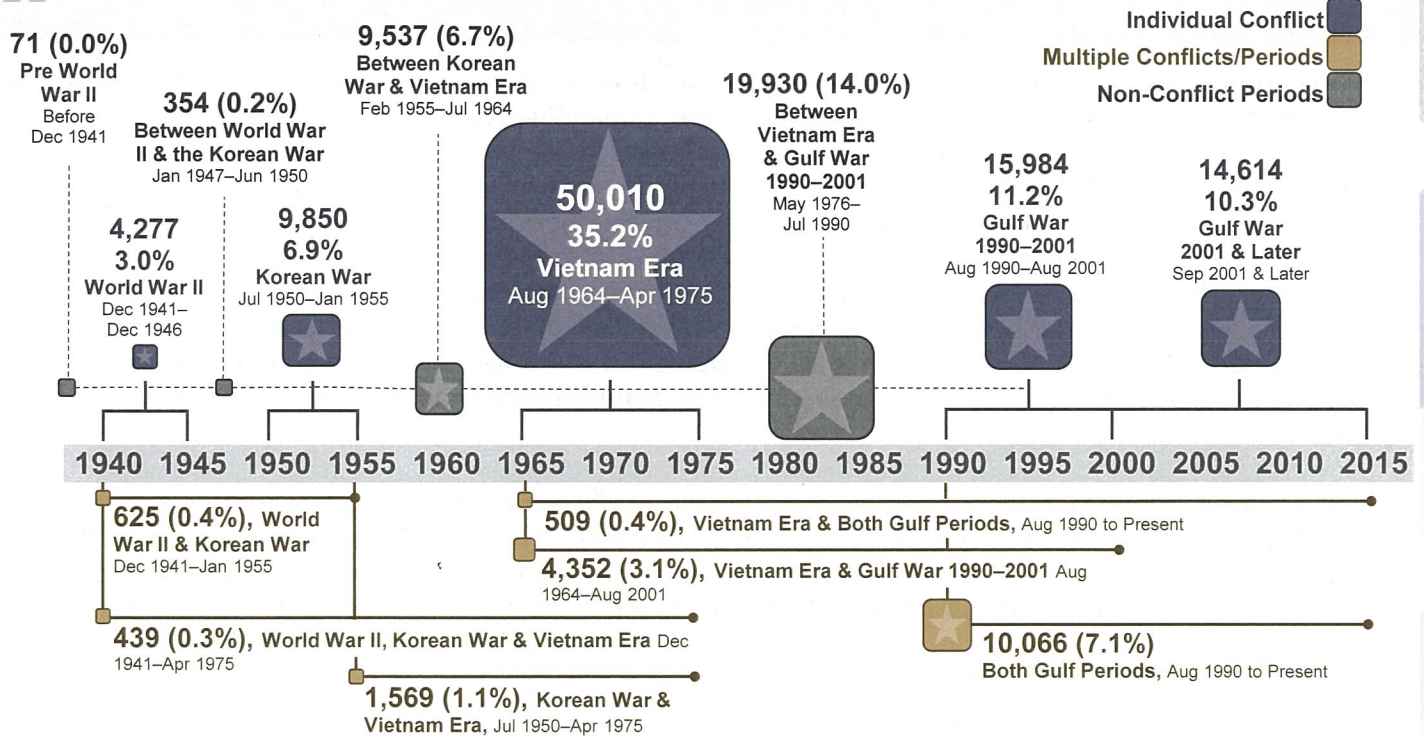 Individual Conflict
Multiple Conflicts/Periods
Non-Conflict Periods
71 (0.0%)
Pre World
War II
Before
Dec 1941
354 (0.2%)
Between World War
II & the Korean War
Jan 1947–Jun 1950
9,537 (6.7%)
Between Korean
War & Vietnam Era
Feb 1955–Jul 1964
19,930 (14.0%)
Between
Vietnam Era
& Gulf War
1990–2001
May 1976–
Jul 1990
4,277
3.0%
World War II
Dec 1941–
Dec 1946
9,850
6.9%
Korean War
Jul 1950–Jan 1955
50,010
35.2%
Vietnam Era
Aug 1964–Apr 1975
15,984
11.2%
Gulf War
1990–2001
Aug 1990–Aug 2001
14,614
10.3%
Gulf War
2001 & Later
Sep 2001 & Later
1940 1945 1950 1955 1960 1965 1970 1975 1980 1985 1990 1995 2000 2005 2010 2015
625 (0.4%), World
War II & Korean War
Dec 1941–Jan 1955
439 (0.3%), World War II, Korean War & Vietnam Era Dec
1941–Apr 1975
1,569 (1.1%), Korean War &
Vietnam Era, Jul 1950–Apr 1975
509 (0.4%), Vietnam Era & Both Gulf Periods, Aug 1990 to Present
4,352 (3.1%), Vietnam Era & Gulf War 1990–2001 Aug
1964–Aug 2001
10,066 (7.1%)
Both Gulf Periods, Aug 1990 to Present